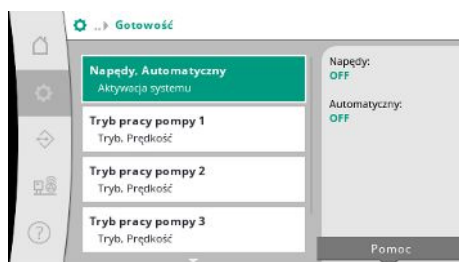 ..▸ Gotowość
Napędy, Automatyczny
Aktywacja systemu
Tryb pracy pompy 1
Tryb, Prędkość
Tryb pracy pompy 2
Tryb, Prędkość
Tryb pracy pompy 3
Tryb, Prędkość
Napędy:
OFF
Automatyczny:
OFF
Pomoc